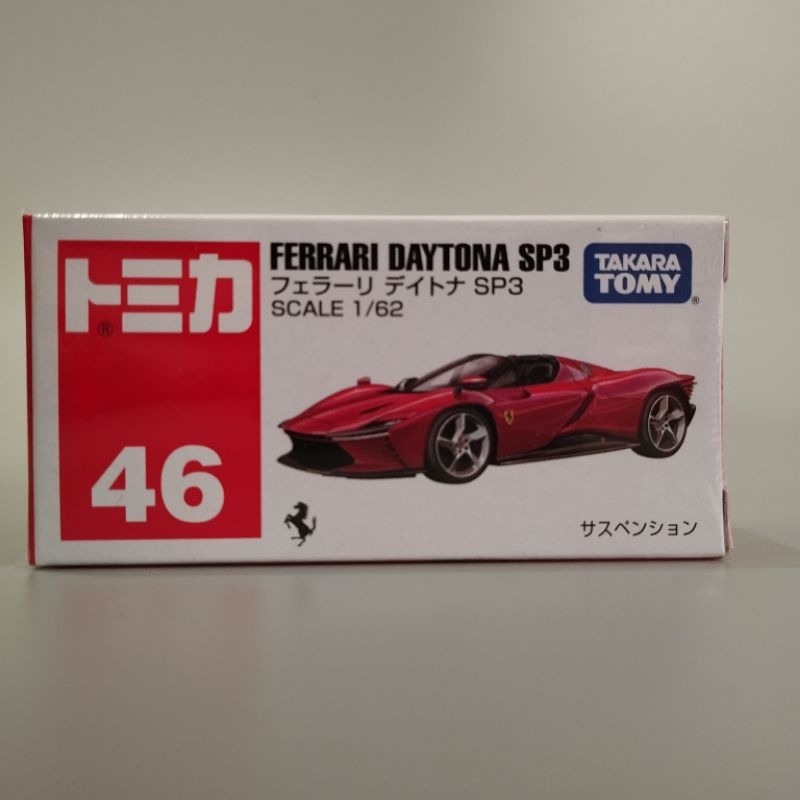 トミカ®
46
FERRARI DAYTONA SP3
フェラーリ デイトナ SP3
SCALE 1/62
TAKARA
TOMY®
サスペンション